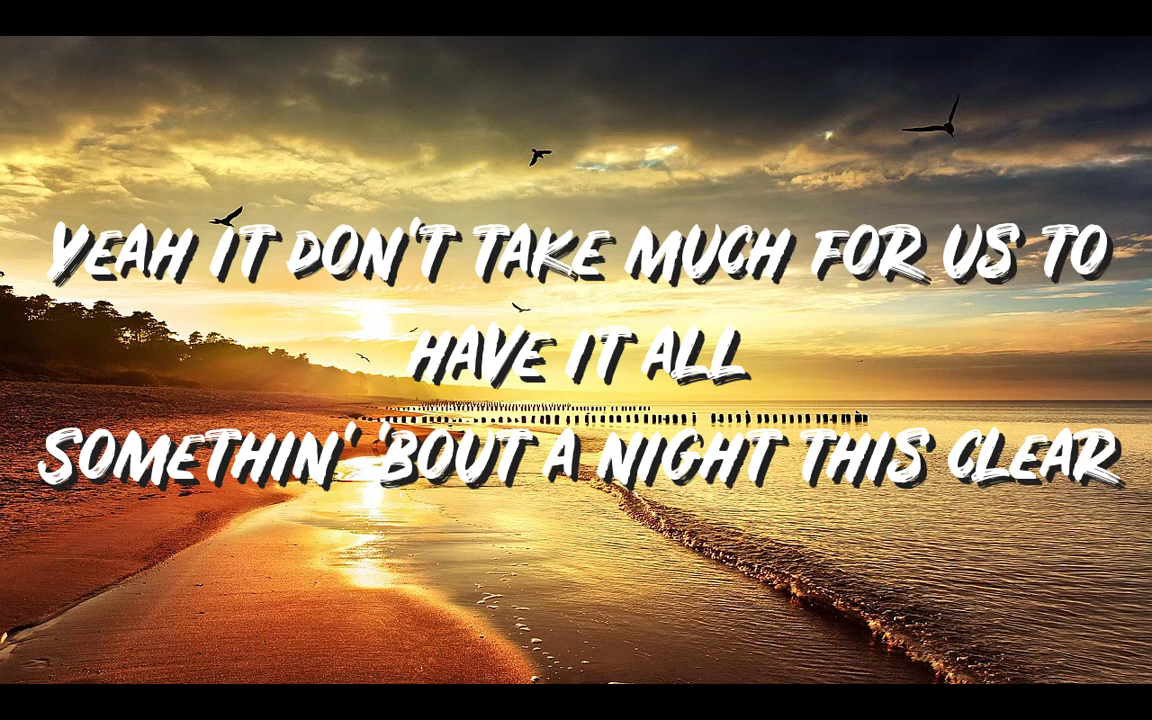 YEAH IT DON'T TAKE MUCH FOR US TO
HAVE IT ALL
SOMETHIN' 'BOUT A NIGHT THIS CLEAR